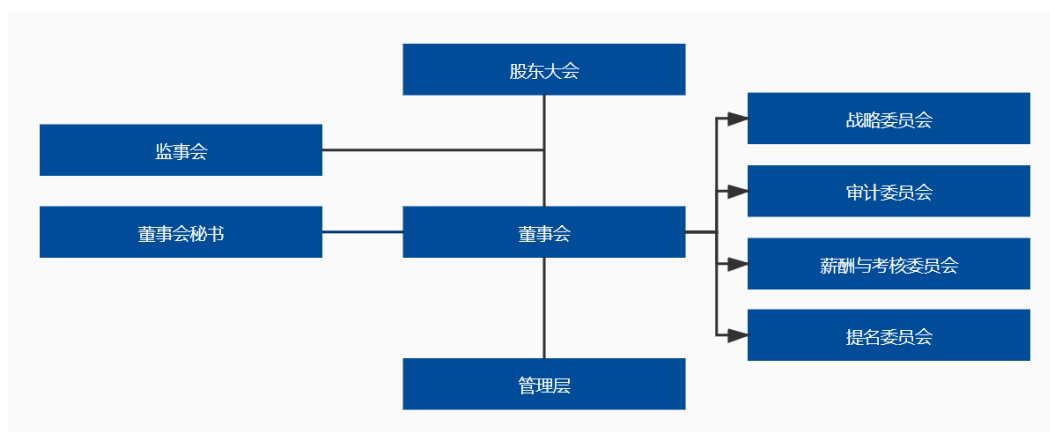 股东大会
监事会
董事会秘书
董事会
管理层
战略委员会
审计委员会
薪酬与考核委员会
提名委员会